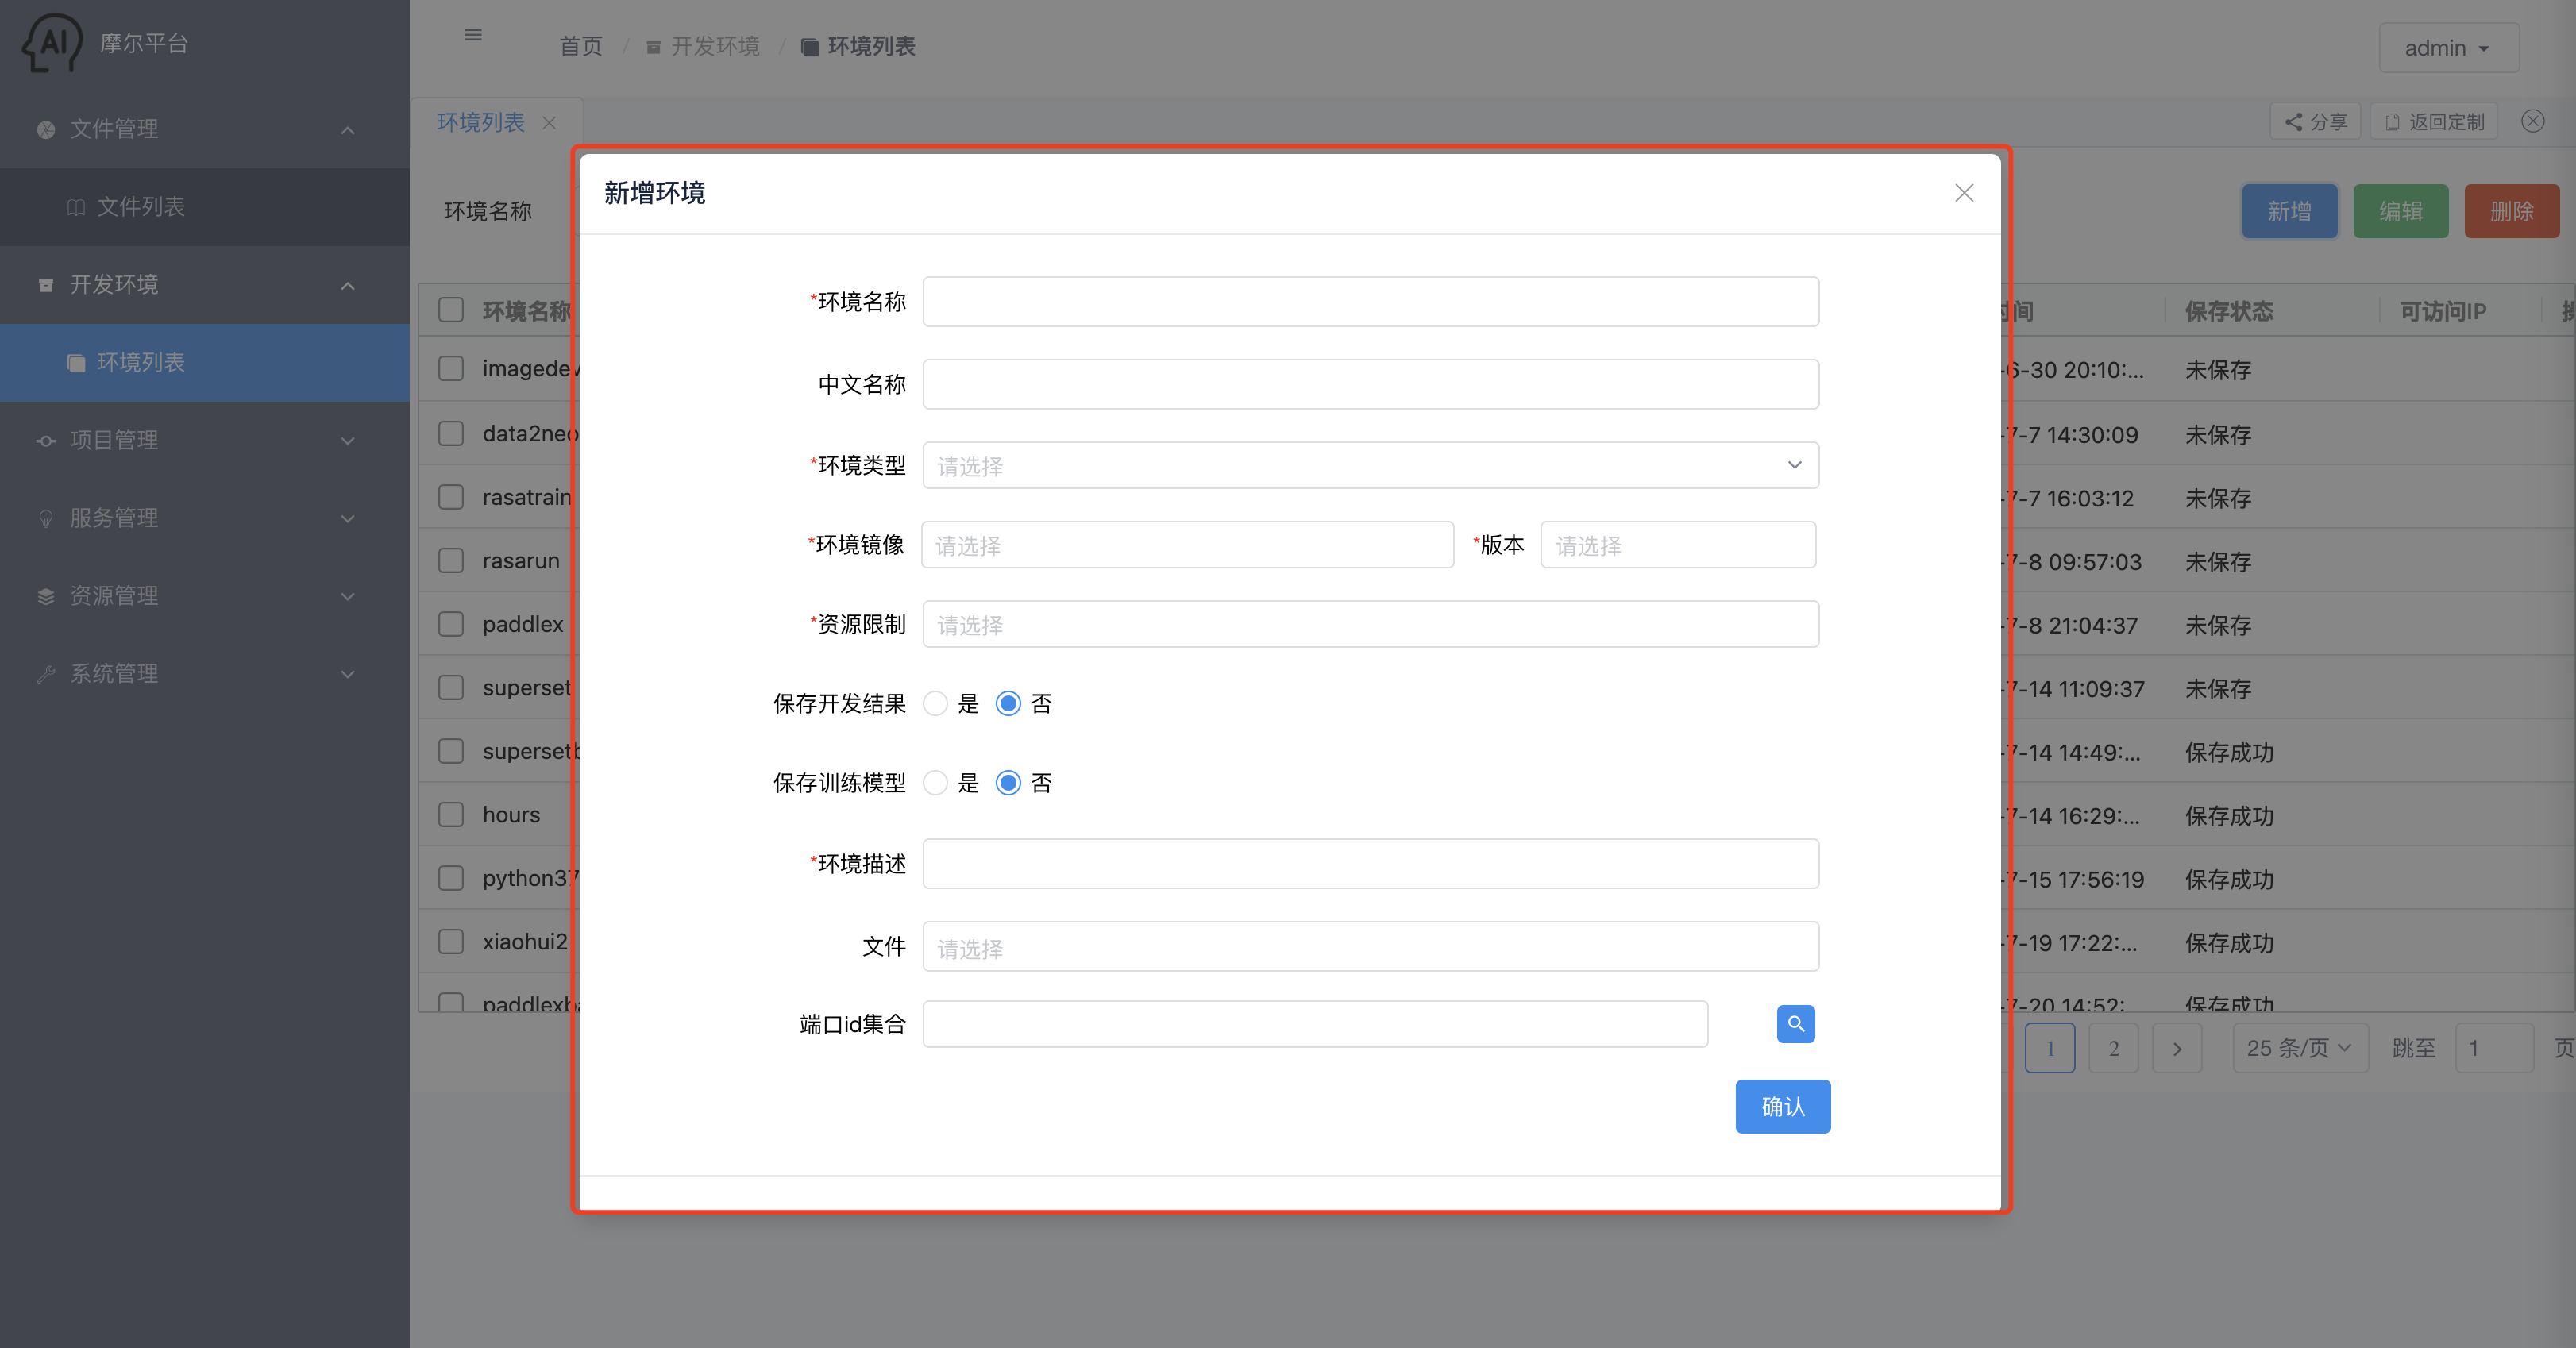 AI 摩尔平台
首页 / 开发环境 / 环境列表
admin
文件管理
文件列表
开发环境
环境列表
项目管理
服务管理
资源管理
系统管理
环境列表
分享
返回定制
环境名称
新增
编辑
删除
环境名称
间
保存状态
可访问IP
imagede
-6-30 20:10:...
未保存
data2neo
-7-7 14:30:09
未保存
rasatrain
-7-7 16:03:12
未保存
rasarun
-7-8 09:57:03
未保存
paddlex
-7-8 21:04:37
未保存
superset
-7-14 11:09:37
未保存
supersetb
-7-14 14:49:...
保存成功
hours
-7-14 16:29:...
保存成功
python37
-7-15 17:56:19
保存成功
xiaohui2
-7-19 17:22:...
保存成功
paddlexba
-7-20 14:52:
保存成功
1
2
25 条/页
跳至
1
页
新增环境
*环境名称
中文名称
*环境类型 请选择
*环境镜像 请选择 *版本 请选择
*资源限制 请选择
保存开发结果 是 否
保存训练模型 是 否
*环境描述
文件 请选择
端口id集合
确认